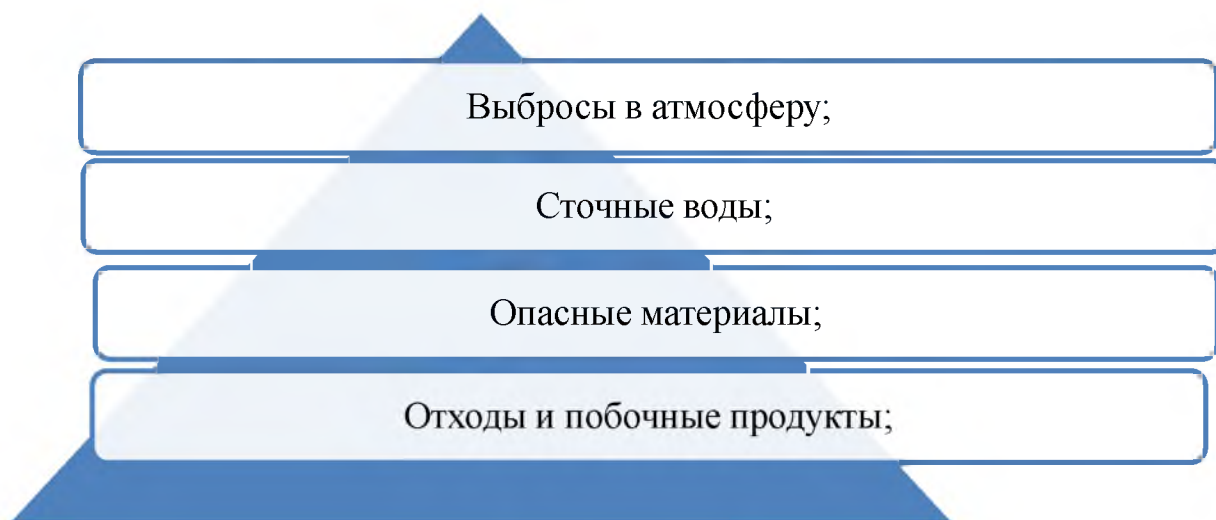 Выбросы в атмосферу;
Сточные воды;
Опасные материалы;
Отходы и побочные продукты;